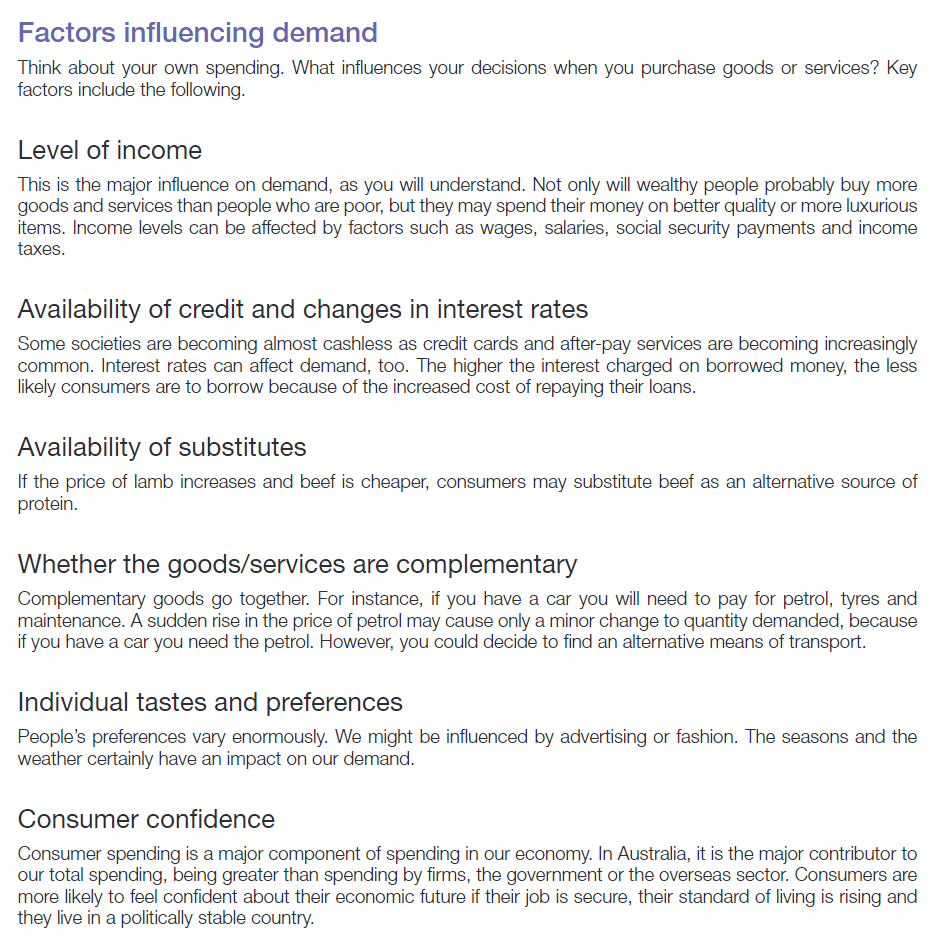 Factors influencing demand
Think about your own spending. What influences your decisions when you purchase goods or services? Key
factors include the following.
Level of income
This is the major influence on demand, as you will understand. Not only will wealthy people probably buy more
goods and services than people who are poor, but they may spend their money on better quality or more luxurious
items. Income levels can be affected by factors such as wages, salaries, social security payments and income
taxes.
Availability of credit and changes in interest rates
Some societies are becoming almost cashless as credit cards and after-pay services are becoming increasingly
common. Interest rates can affect demand, too. The higher the interest charged on borrowed money, the less
likely consumers are to borrow because of the increased cost of repaying their loans.
Availability of substitutes
If the price of lamb increases and beef is cheaper, consumers may substitute beef as an alternative source of
protein.
Whether the goods/services are complementary
Complementary goods go together. For instance, if you have a car you will need to pay for petrol, tyres and
maintenance. A sudden rise in the price of petrol may cause only a minor change to quantity demanded, because
if you have a car you need the petrol. However, you could decide to find an alternative means of transport.
Individual tastes and preferences
People's preferences vary enormously. We might be influenced by advertising or fashion. The seasons and the
weather certainly have an impact on our demand.
Consumer confidence
Consumer spending is a major component of spending in our economy. In Australia, it is the major contributor to
our total spending, being greater than spending by firms, the government or the overseas sector. Consumers are
more likely to feel confident about their economic future if their job is secure, their standard of living is rising and
they live in a politically stable country.